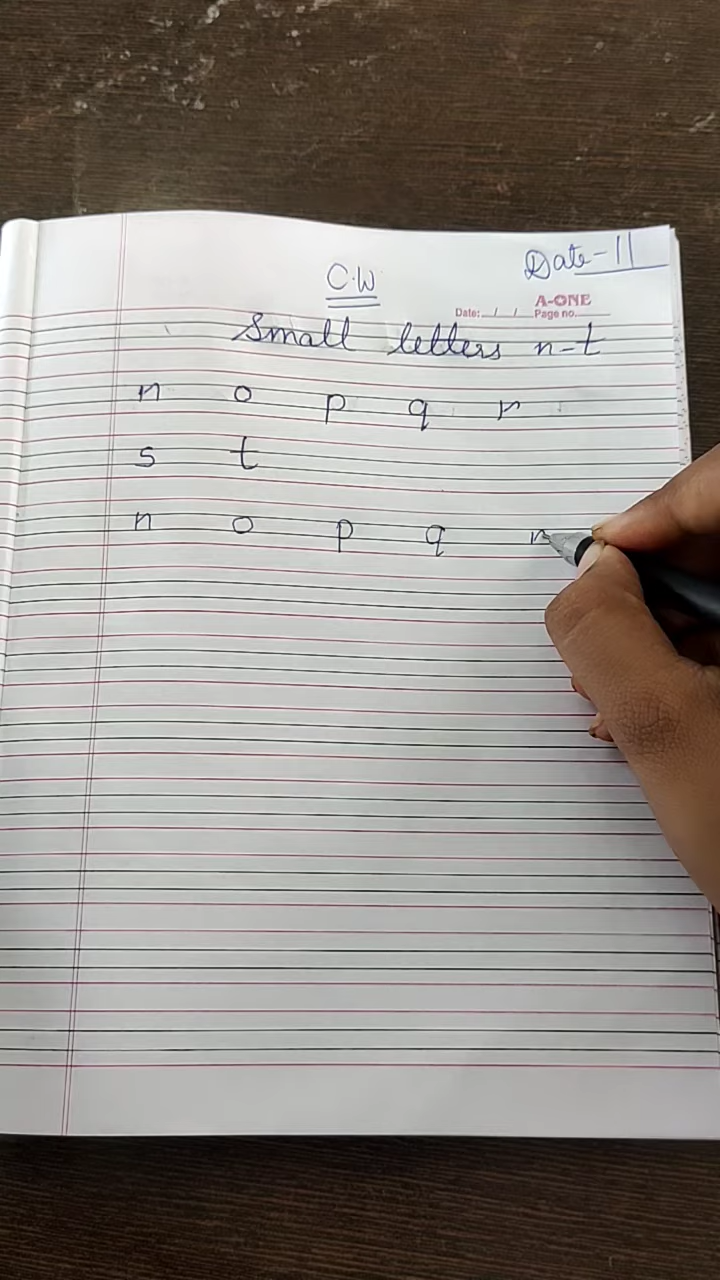 Date-11
C.W
A-ONE
Date: / / Page no.
Small letters n-t
n o p q r
s t
n o p q r